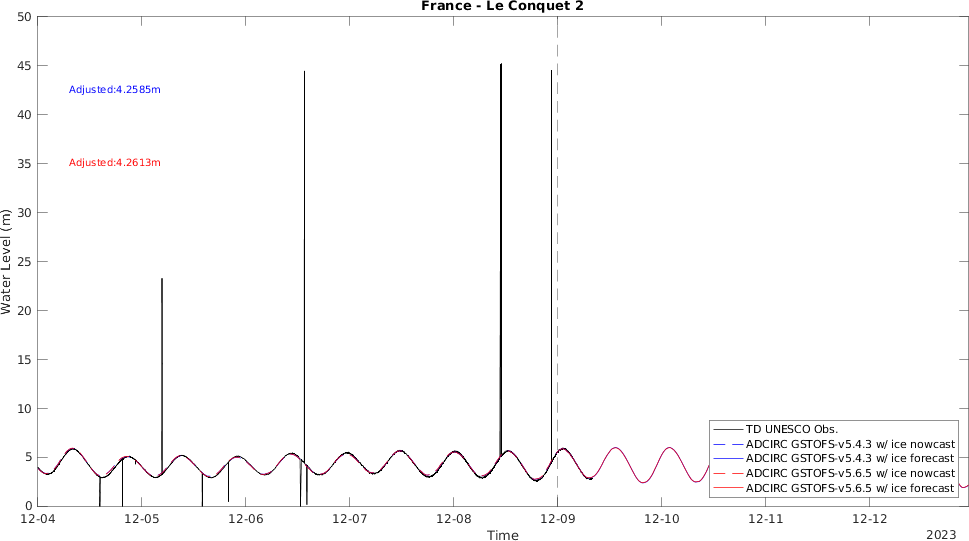 France - Le Conquet 2
50
45
40
35
30
25
20
15
10
5
0
Water Level (m)
Adjusted:4.2585m
Adjusted:4.2613m
TD UNESCO Obs.
ADCIRC GSTOFS-v5.4.3 w/ ice nowcast
ADCIRC GSTOFS-v5.4.3 w/ ice forecast
ADCIRC GSTOFS-v5.6.5 w/ ice nowcast
ADCIRC GSTOFS-v5.6.5 w/ ice forecast
12-04 12-05 12-06 12-07 12-08 12-09 12-10 12-11 12-12
Time
2023